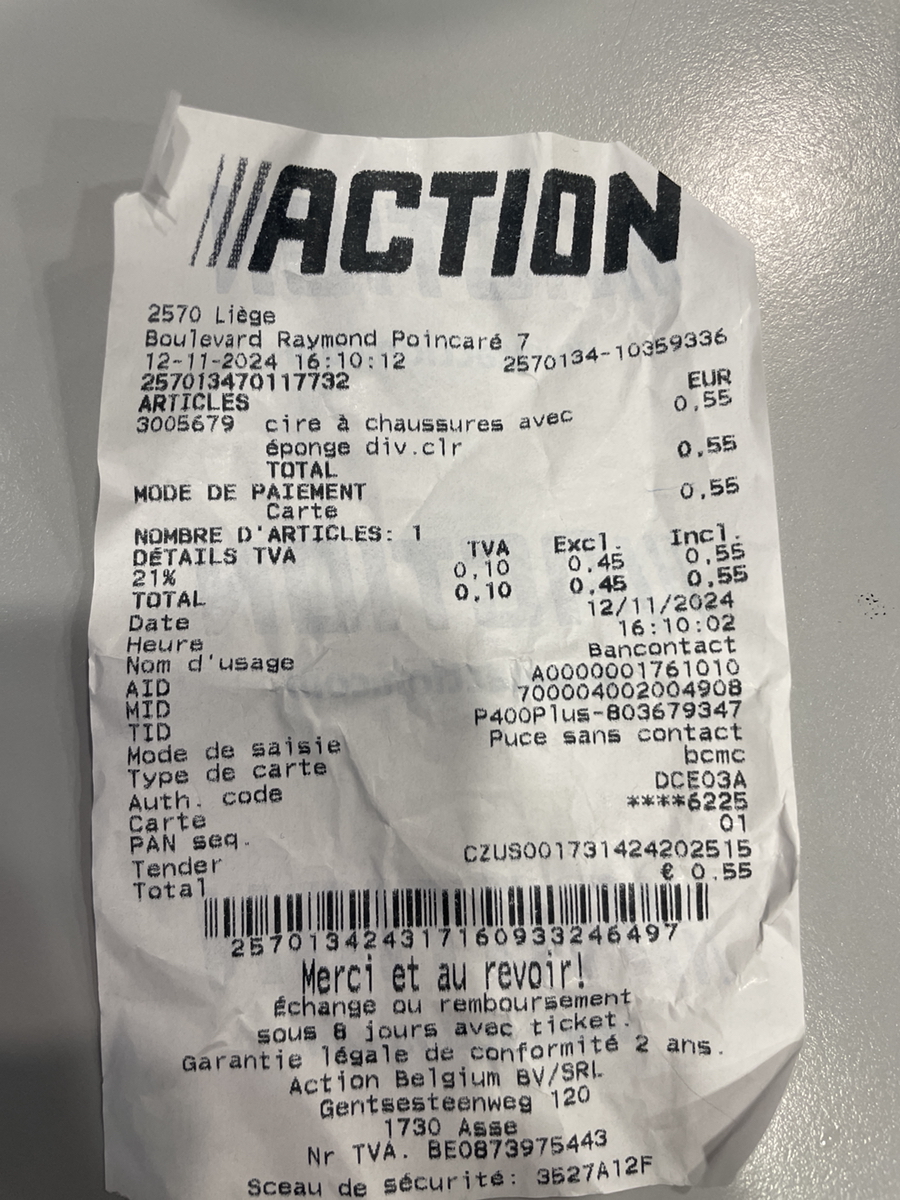 ACTION
2570 Liège
Boulevard Raymond Poincaré 7
12-11-2024 16:10:12 2570134-10359336
257013470117732 EUR
ARTICLES 0,55
3005679 cire à chaussures avec
éponge div.clr 0,55
TOTAL
MODE DE PAIEMENT 0,55
Carte
NOMBRE D'ARTICLES: 1
DÉTAILS TVA TVA Excl. Incl.
21% 0,10 0,45 0,55
TOTAL 0,10 0,45 0,55
Date 12/11/2024
Heure 16:10:02
Nom d'usage Bancontact
AID A0000001761010
MID 700004002004908
TID P400Plus-803679347
Mode de saisie Puce sans contact
Type de carte bcmc
Auth. code DCE03A
Carte ****6225
PAN seq. 01
Tender CZUS001731424202515
Total € 0,55
257013424317160933246497
Merci et au revoir!
Échange ou remboursement
sous 8 jours avec ticket.
Garantie légale de conformité 2 ans.
Action Belgium BV/SRL
Gentsesteenweg 120
1730 Asse
Nr TVA. BE0873975443
Sceau de sécurité: 3527A12F